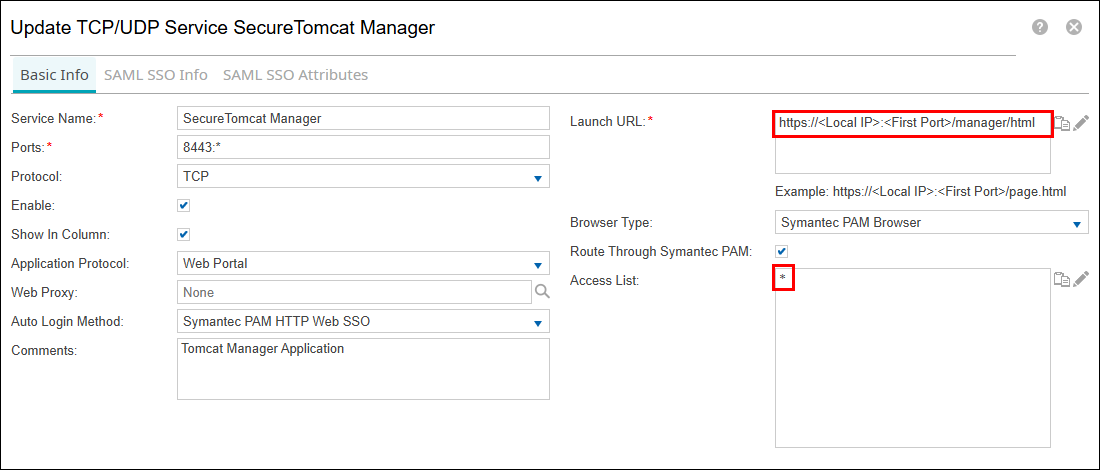 Update TCP/UDP Service SecureTomcat Manager
?
Basic Info SAML SSO Info SAML SSO Attributes
Service Name:* SecureTomcat Manager
Ports:* 8443:*
Protocol: TCP
Enable:
Show In Column:
Application Protocol: Web Portal
Web Proxy: None
Auto Login Method: Symantec PAM HTTP Web SSO
Comments: Tomcat Manager Application
Launch URL:* https://<Local IP>:<First Port>/manager/html
Example: https://<Local IP>:<First Port>/page.html
Browser Type: Symantec PAM Browser
Route Through Symantec PAM:
Access List: *